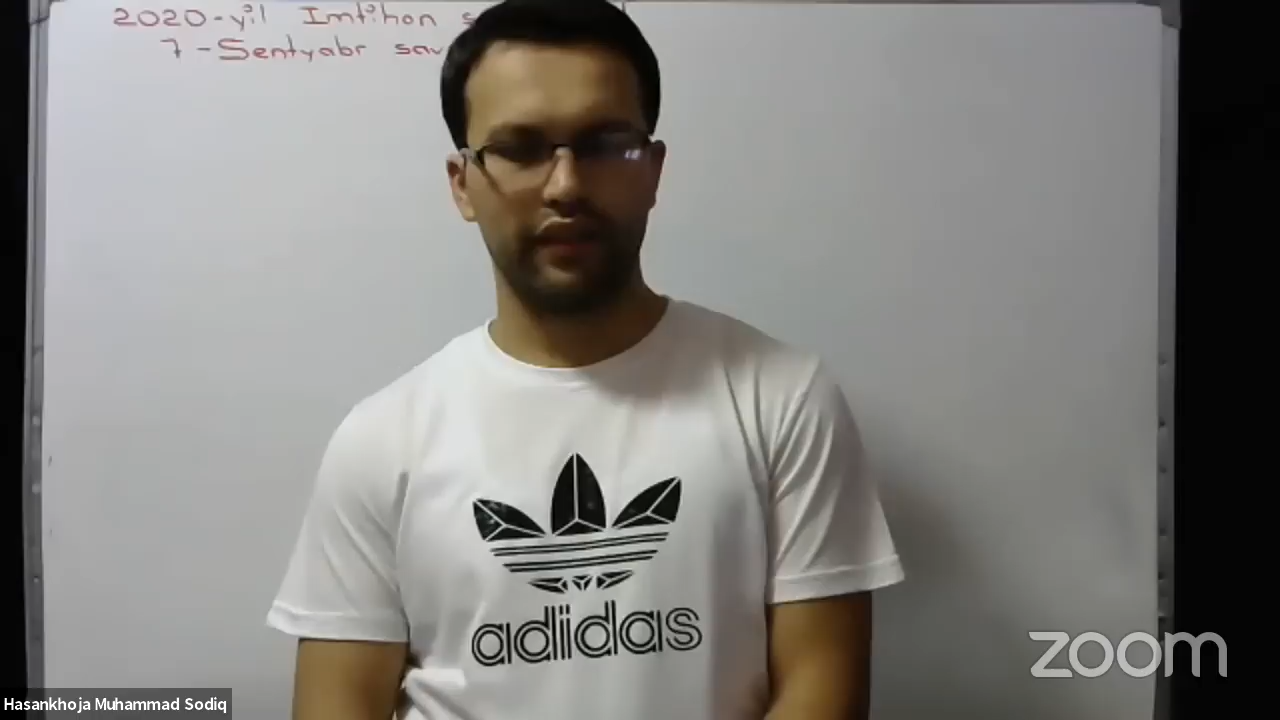 2020-yil Imtihon
7-Sentyabr
adidas
zoom
Hasankhoja Muhammad Sodiq